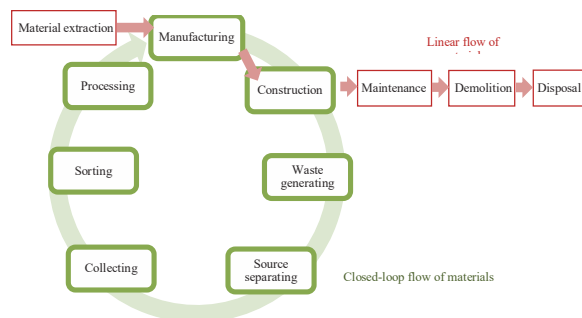 Material extraction
Manufacturing
Linear flow of
Processing
Construction
Maintenance
Demolition
Disposal
Sorting
Waste
generating
Collecting
Source
separating
Closed-loop flow of materials